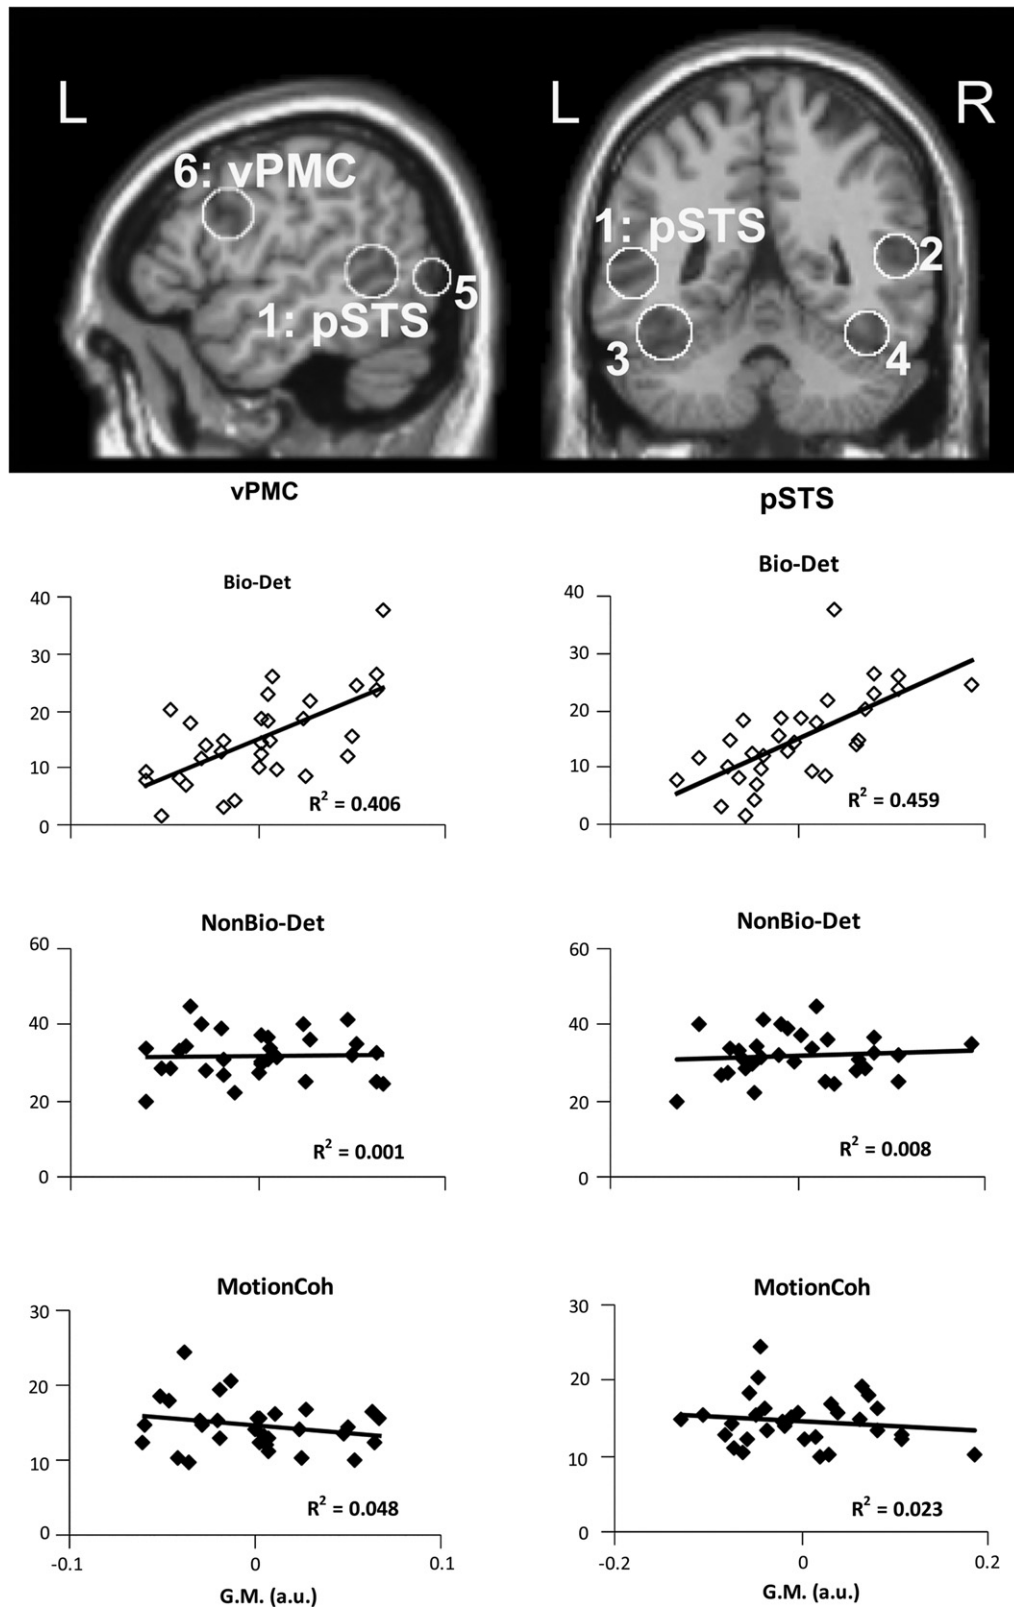 L
L
R
6: vPMC
1: pSTS
5
1: pSTS
2
3
4
vPMC
pSTS
Bio-Det
40
30
20
10
0
R² = 0.406
Bio-Det
40
30
20
10
0
R² = 0.459
NonBio-Det
60
40
20
0
R² = 0.001
NonBio-Det
60
40
20
0
R² = 0.008
MotionCoh
30
20
10
0
R² = 0.048
-0.1 0 0.1
G.M. (a.u.)
MotionCoh
30
20
10
0
R² = 0.023
-0.2 0 0.2
G.M. (a.u.)